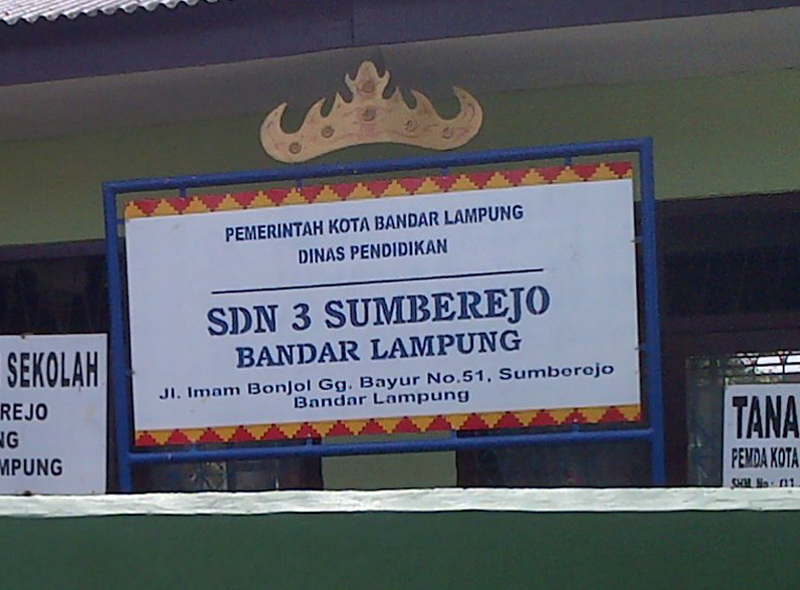 PEMERINTAH KOTA BANDAR LAMPUNG
DINAS PENDIDIKAN
SDN 3 SUMBEREJO
BANDAR LAMPUNG
Jl. Imam Bonjol Gg. Bayur No.51, Sumberejo
Bandar Lampung
SEKOLAH
REJO
NG
MPUNG
TANA
PEMDA KOTA